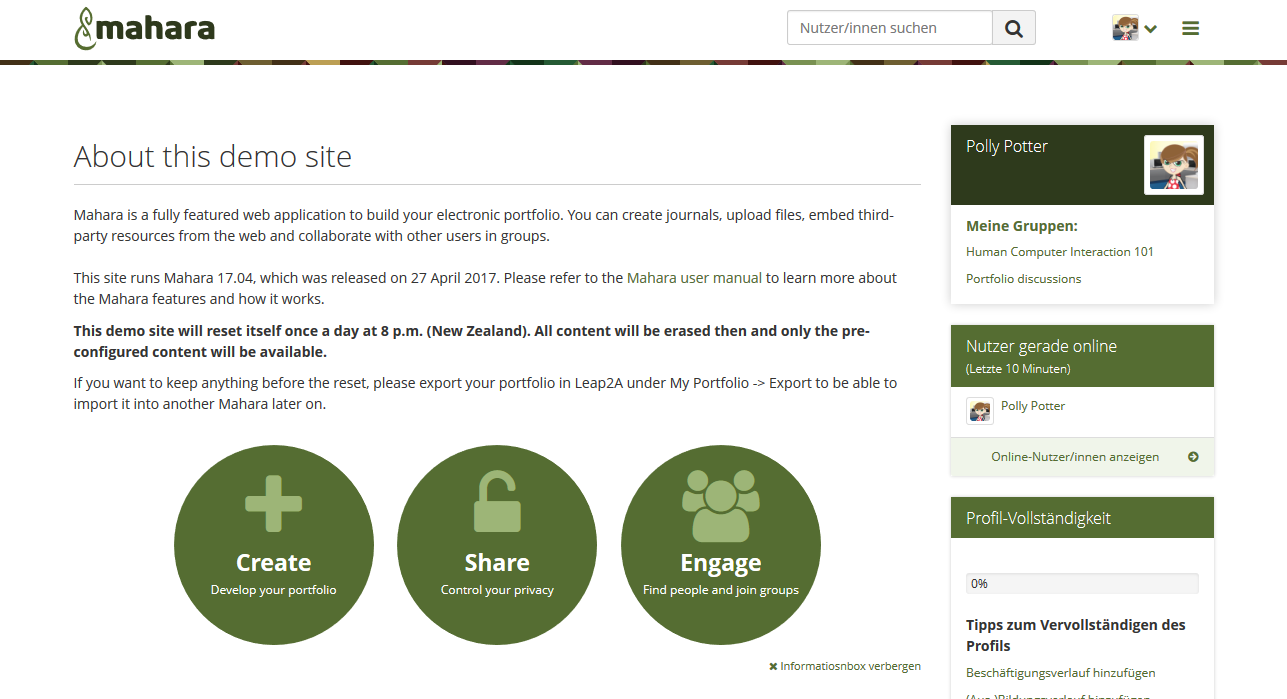 mahara
Nutzer/innen suchen
About this demo site
Mahara is a fully featured web application to build your electronic portfolio. You can create journals, upload files, embed third-
party resources from the web and collaborate with other users in groups.
This site runs Mahara 17.04, which was released on 27 April 2017. Please refer to the Mahara user manual to learn more about
the Mahara features and how it works.
This demo site will reset itself once a day at 8 p.m. (New Zealand). All content will be erased then and only the pre-
configured content will be available.
If you want to keep anything before the reset, please export your portfolio in Leap2A under My Portfolio -> Export to be able to
import it into another Mahara later on.
Create
Develop your portfolio
Share
Control your privacy
Engage
Find people and join groups
Informatiosnbox verbergen
Polly Potter
Meine Gruppen:
Human Computer Interaction 101
Portfolio discussions
Nutzer gerade online
(Letzte 10 Minuten)
Polly Potter
Online-Nutzer/innen anzeigen
Profil-Vollständigkeit
0%
Tipps zum Vervollständigen des
Profils
Beschäftigungsverlauf hinzufügen
(Aus-)Bildungsverlauf hinzufügen